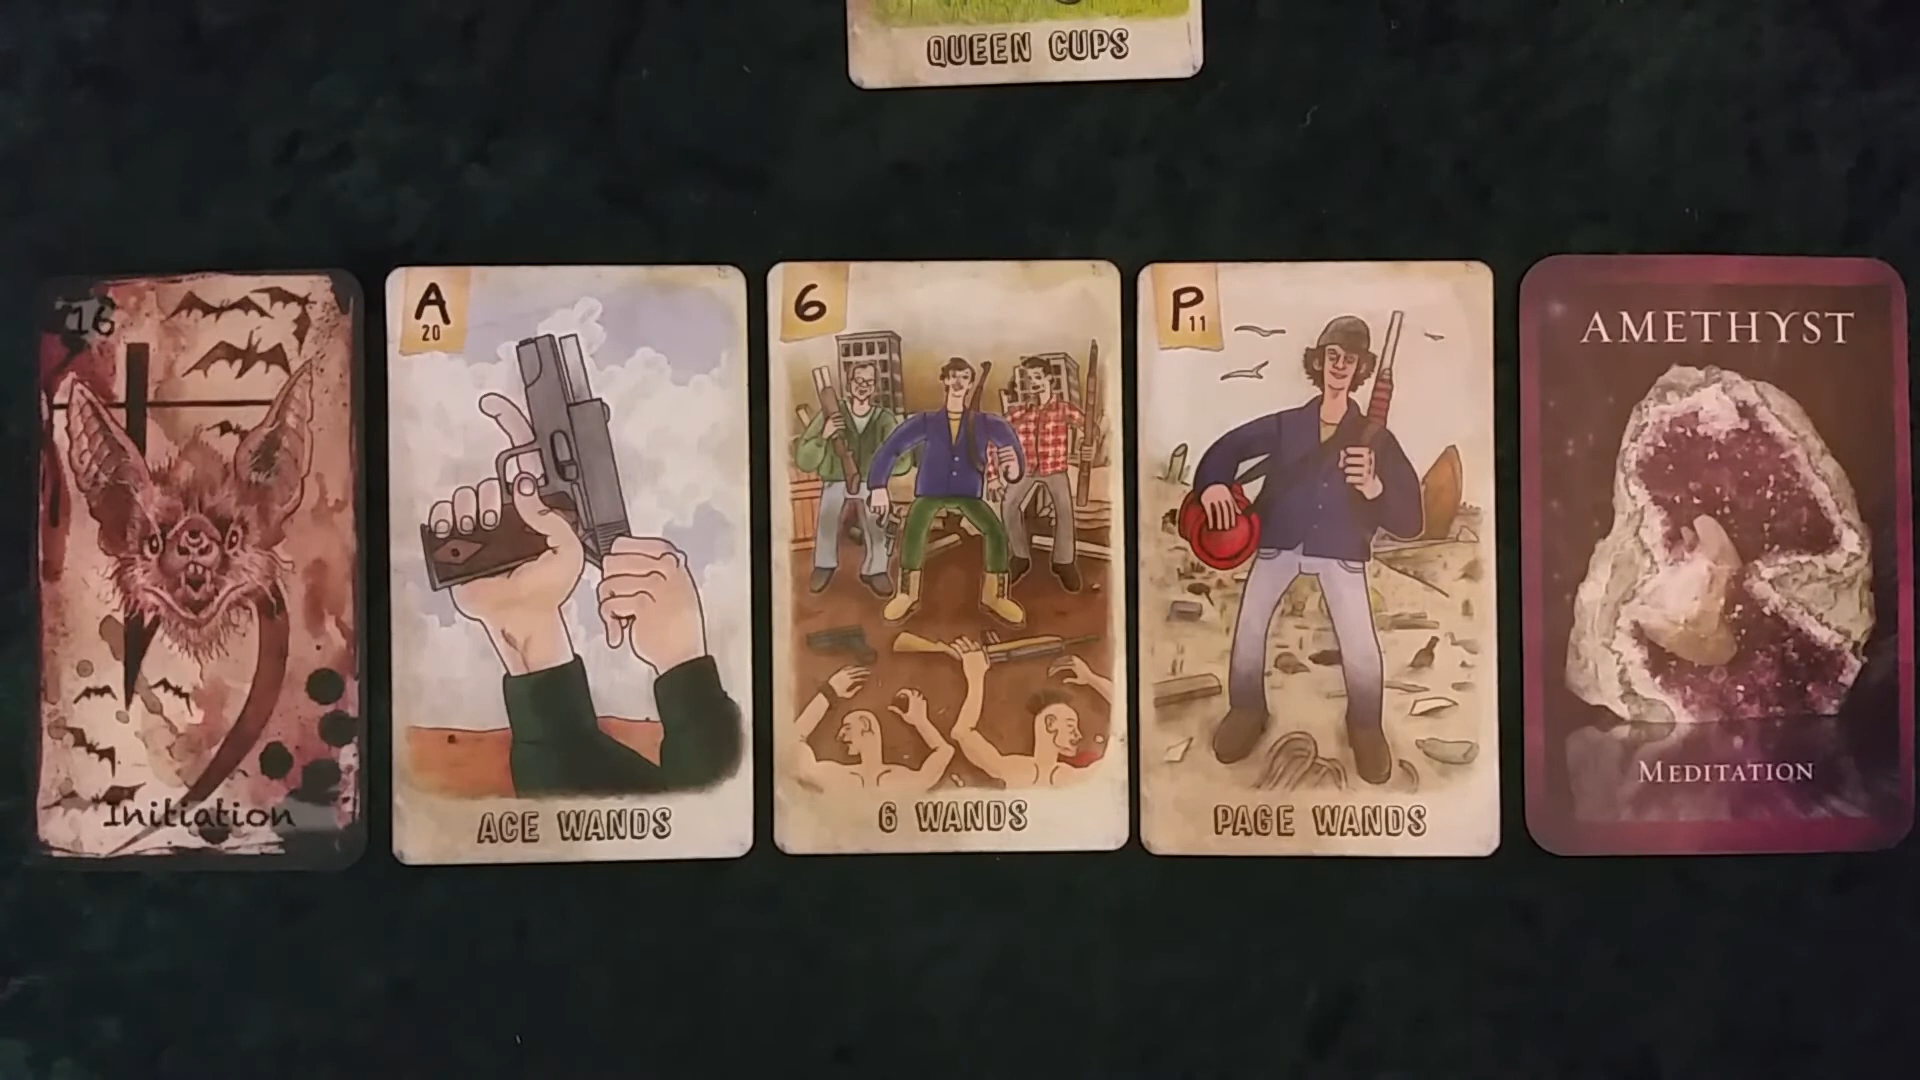 QUEEN CUPS
16
Initiation
A
20
ACE WANDS
6
6 WANDS
P
11
PAGE WANDS
AMETHYST
MEDITATION